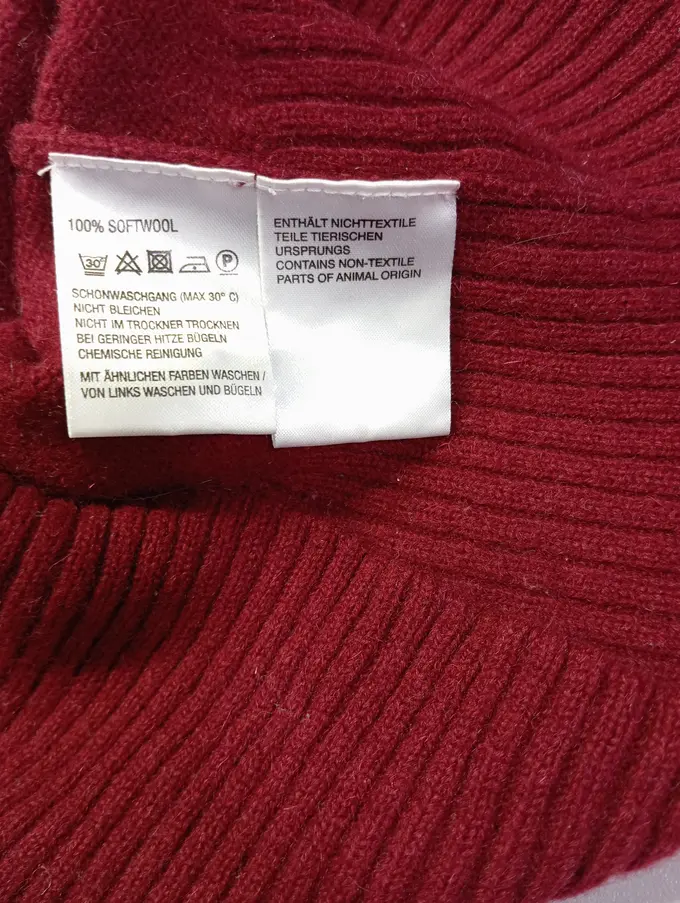 100% SOFTWOOL
30°
P
SCHONWASCHGANG (MAX 30° C)
NICHT BLEICHEN
NICHT IM TROCKNER TROCKNEN
BEI GERINGER HITZE BÜGELN
CHEMISCHE REINIGUNG
MIT ÄHNLICHEN FARBEN WASCHEN /
VON LINKS WASCHEN UND BÜGELN
ENTHÄLT NICHTTEXTILE
TEILE TIERISCHEN
URSPRUNGS
CONTAINS NON-TEXTILE
PARTS OF ANIMAL ORIGIN